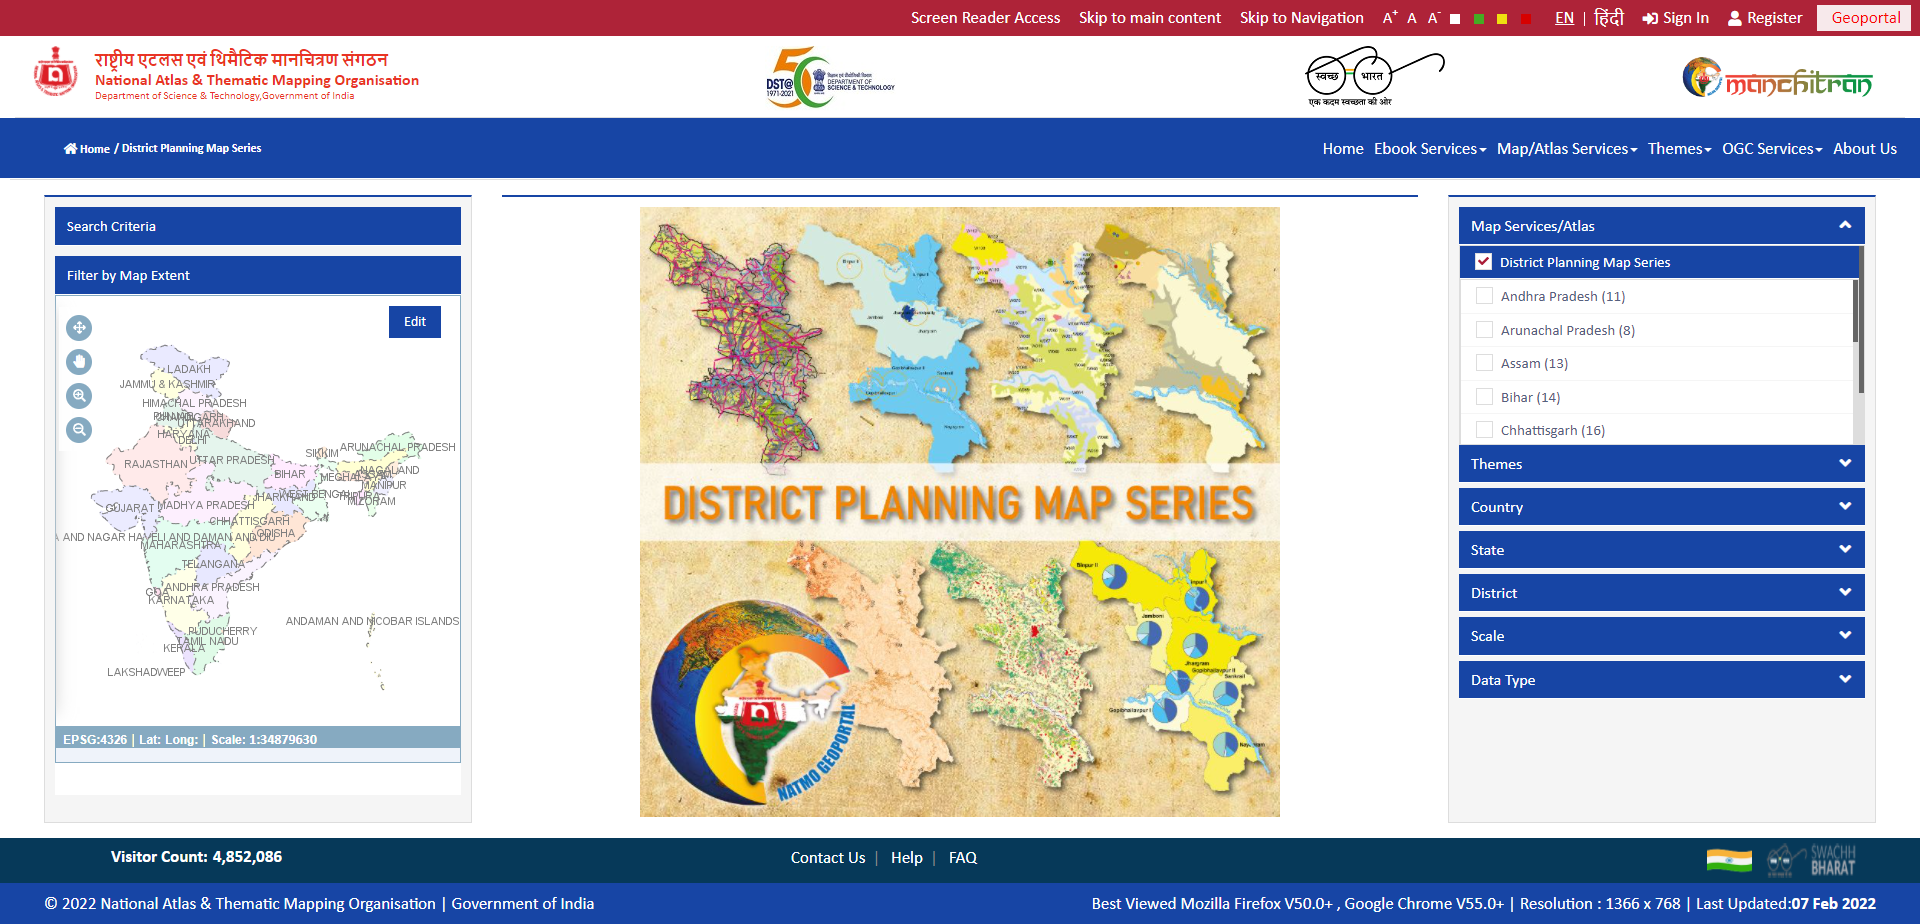 Screen Reader Access Skip to main content Skip to Navigation A+ A A- EN | हिंदी Sign In Register Geoportal
राष्ट्रीय एटलस एवं थिमैटिक मानचित्रण संगठन
National Atlas & Thematic Mapping Organisation
Department of Science & Technology,Government of India
50
DST@
1971-2021
विज्ञान एवं प्रौद्योगिकी विभाग
DEPARTMENT OF
SCIENCE & TECHNOLOGY
स्वच्छ भारत
एक कदम स्वच्छता की ओर
manchitran
Home / District Planning Map Series
Home Ebook Services Map/Atlas Services Themes OGC Services About Us
Search Criteria
Filter by Map Extent
Edit
LADAKH
JAMMU & KASHMIR
HIMACHAL PRADESH
UTTARAKHAND
HARYANA
DELHI
ARUNACHAL PRADESH
SIKKIM
RAJASTHAN
UTTAR PRADESH
BIHAR
NAGALAND
MEGHALAYA
MANIPUR
TRIPURA
MIZORAM
JHARKHAND
WEST BENGAL
GUJARAT
MADHYA PRADESH
CHHATTISGARH
ODISHA
AND NAGAR HAVELI AND DAMAN AND DIU
MAHARASHTRA
TELANGANA
ANDHRA PRADESH
GOA
KARNATAKA
ANDAMAN AND NICOBAR ISLANDS
PUDUCHERRY
TAMIL NADU
KERALA
LAKSHADWEEP
EPSG:4326 | Lat: Long: | Scale: 1:34879630
DISTRICT PLANNING MAP SERIES
Binpur II
Jamboni
Jhargram
Gopiballavpur II
Sankrail
NATMO GEOPORTAL
Map Services/Atlas
District Planning Map Series
Andhra Pradesh (11)
Arunachal Pradesh (8)
Assam (13)
Bihar (14)
Chhattisgarh (16)
Themes
Country
State
District
Scale
Data Type
Visitor Count: 4,852,086
Contact Us | Help | FAQ
SWACHH
BHARAT
© 2022 National Atlas & Thematic Mapping Organisation | Government of India
Best Viewed Mozilla Firefox V50.0+ , Google Chrome V55.0+ | Resolution : 1366 x 768 | Last Updated:07 Feb 2022